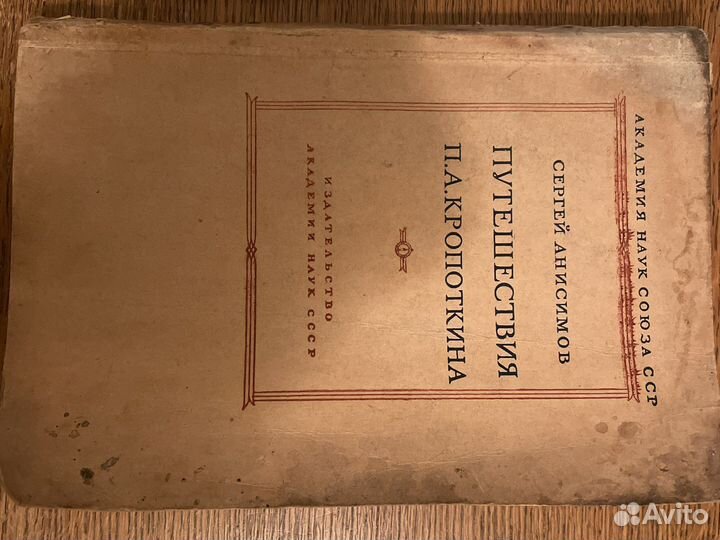 АКАДЕМИЯ НАУК СОЮЗА ССР
СЕРГЕЙ АНИСИМОВ
ПУТЕШЕСТВИЯ
П.А.КРОПОТКИНА
ИЗДАТЕЛЬСТВО
АКАДЕМИИ НАУК СССР
Avito